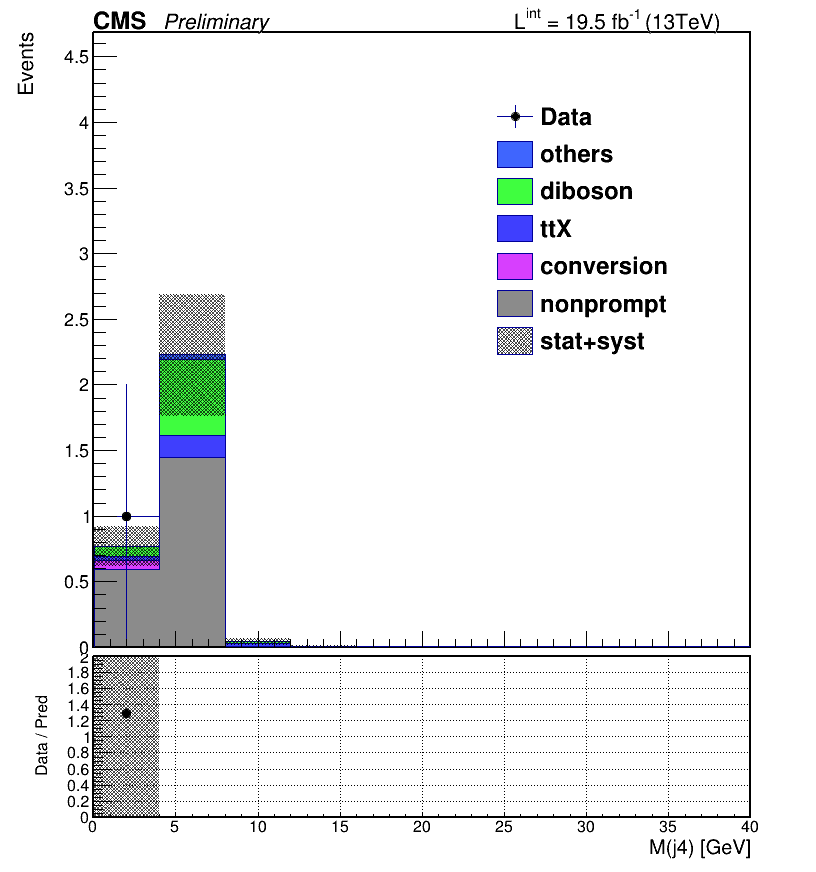 CMS Preliminary L^int = 19.5 fb^-1 (13TeV)
Events
4.5
4
3.5
3
2.5
2
1.5
1
0.5
0
Data
others
diboson
ttX
conversion
nonprompt
stat+syst
Data / Pred
2
1.8
1.6
1.4
1.2
1
0.8
0.6
0.4
0.2
0
0 5 10 15 20 25 30 35 40
M(j4) [GeV]